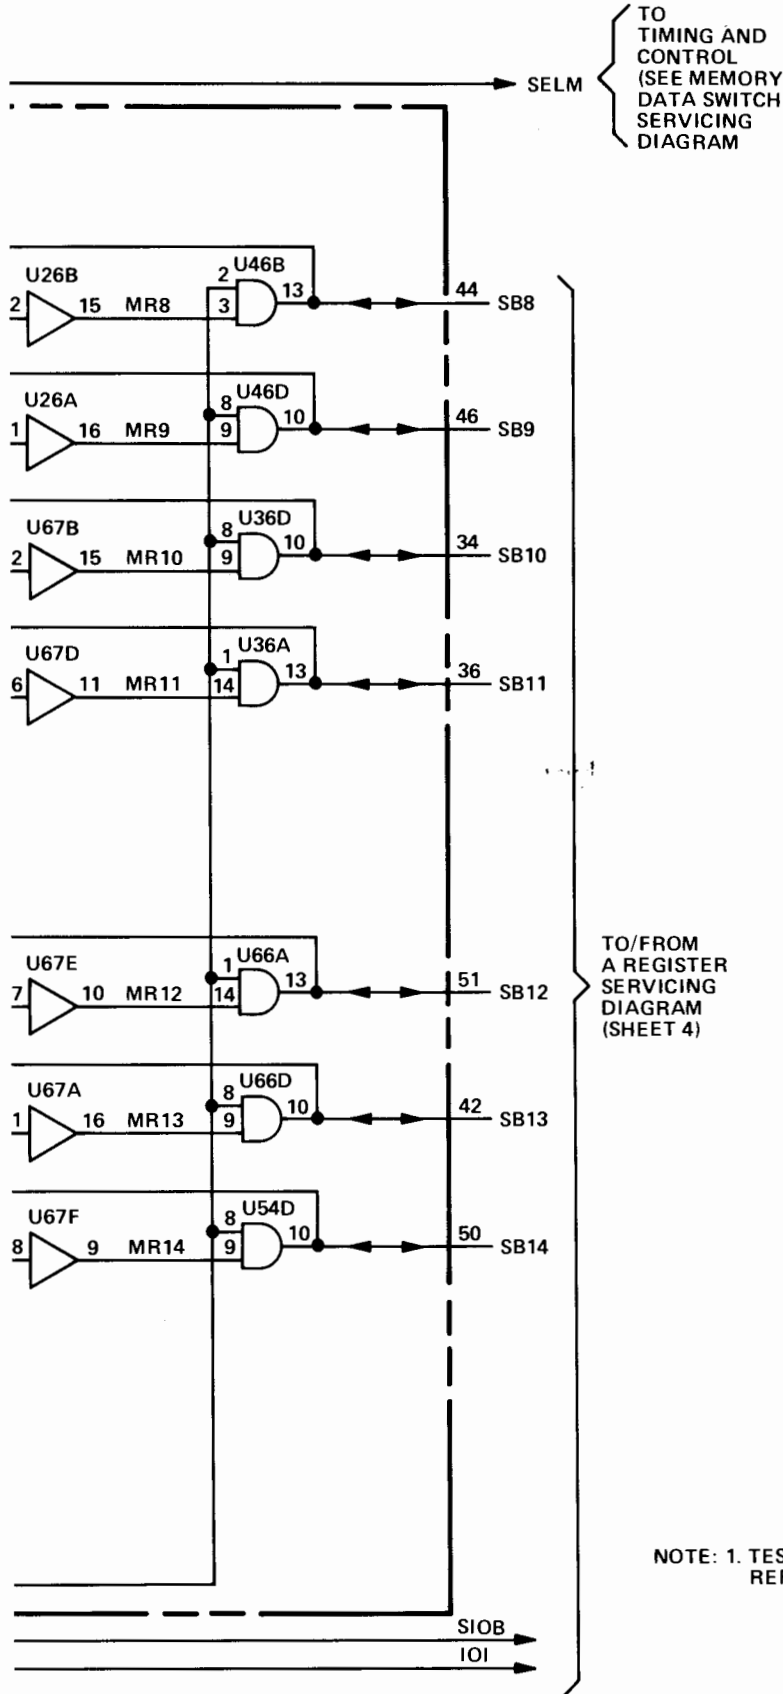 TO
TIMING AND
CONTROL
(SEE MEMORY
DATA SWITCH
SERVICING
DIAGRAM
SELM
U26B
2
15 MR8
U46B
2
3
13
44
SB8
U26A
1
16 MR9
U46D
8
9
10
46
SB9
U67B
2
15 MR10
U36D
8
9
10
34
SB10
U67D
6
11 MR11
U36A
1
14
13
36
SB11
U67E
7
10 MR12
U66A
1
14
13
51
SB12
TO/FROM
A REGISTER
SERVICING
DIAGRAM
(SHEET 4)
U67A
1
16 MR13
U66D
8
9
10
42
SB13
U67F
8
9 MR14
U54D
8
9
10
50
SB14
NOTE: 1. TES
REI
SIOB
IOI